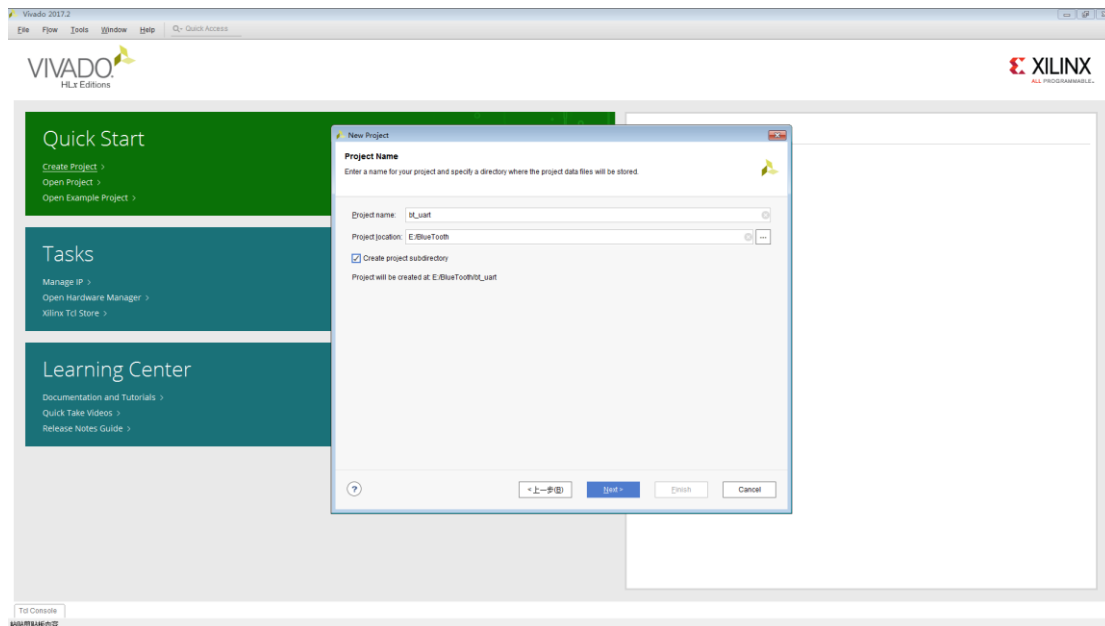 Vivado 2017.2
File Flow Tools Window Help Q- Quick Access
VIVADO.
HLx Editions
XILINX
ALL PROGRAMMABLE.
Quick Start
Create Project >
Open Project >
Open Example Project >
Tasks
Manage IP >
Open Hardware Manager >
Xilinx Tcl Store >
Learning Center
Documentation and Tutorials >
Quick Take Videos >
Release Notes Guide >
New Project
Project Name
Enter a name for your project and specify a directory where the project data files will be stored.
Project name: bt_uart
Project location: E:/BlueTooth ...
Create project subdirectory
Project will be created at: E:/BlueTooth/bt_uart
? <上一步(B) Next > Finish Cancel
Tcl Console